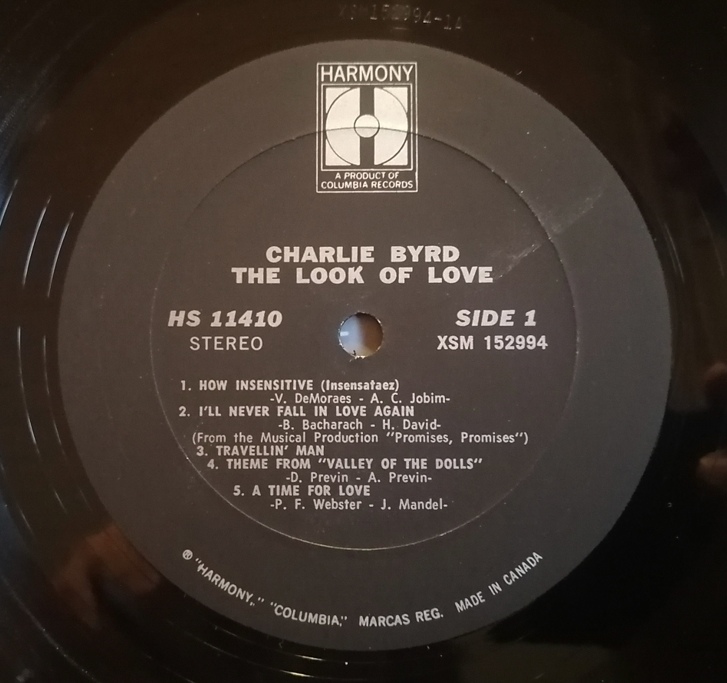 XSM152994-1A
HARMONY
A PRODUCT OF
COLUMBIA RECORDS
CHARLIE BYRD
THE LOOK OF LOVE
HS 11410
SIDE 1
STEREO
XSM 152994
1. HOW INSENSITIVE (Insensataez)
-V. DeMoraes - A. C. Jobim-
2. I'LL NEVER FALL IN LOVE AGAIN
-B. Bacharach - H. David-
(From the Musical Production "Promises, Promises")
3. TRAVELLIN' MAN
4. THEME FROM "VALLEY OF THE DOLLS"
-D. Previn - A. Previn-
5. A TIME FOR LOVE
-P. F. Webster - J. Mandel-
® "HARMONY," "COLUMBIA," MARCAS REG. MADE IN CANADA